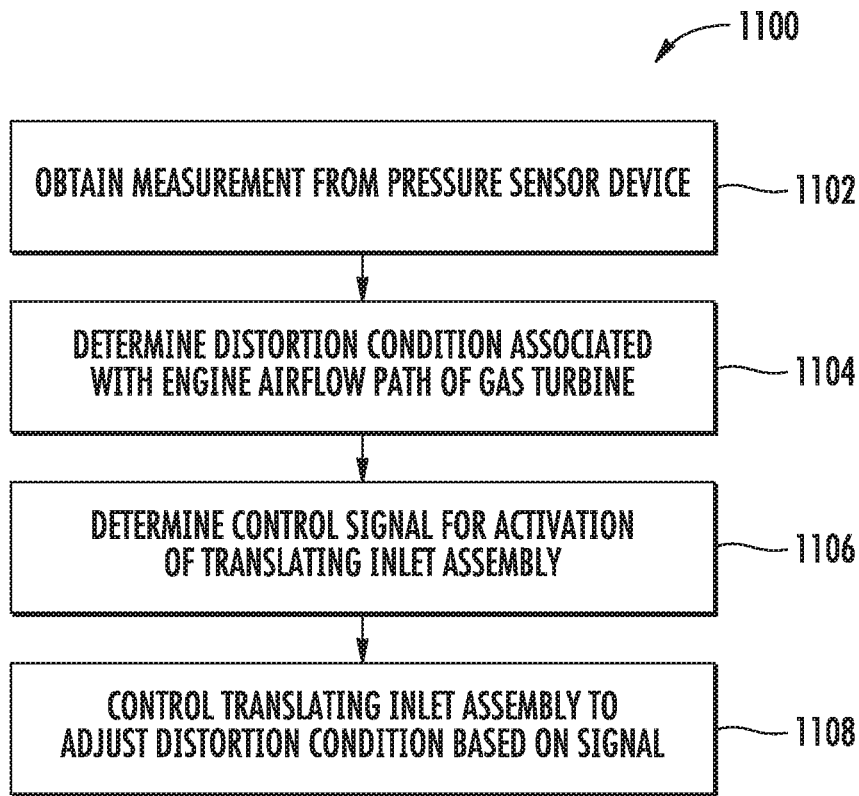 1100
OBTAIN MEASUREMENT FROM PRESSURE SENSOR DEVICE
1102
DETERMINE DISTORTION CONDITION ASSOCIATED
WITH ENGINE AIRFLOW PATH OF GAS TURBINE
1104
DETERMINE CONTROL SIGNAL FOR ACTIVATION
OF TRANSLATING INLET ASSEMBLY
1106
CONTROL TRANSLATING INLET ASSEMBLY TO
ADJUST DISTORTION CONDITION BASED ON SIGNAL
1108